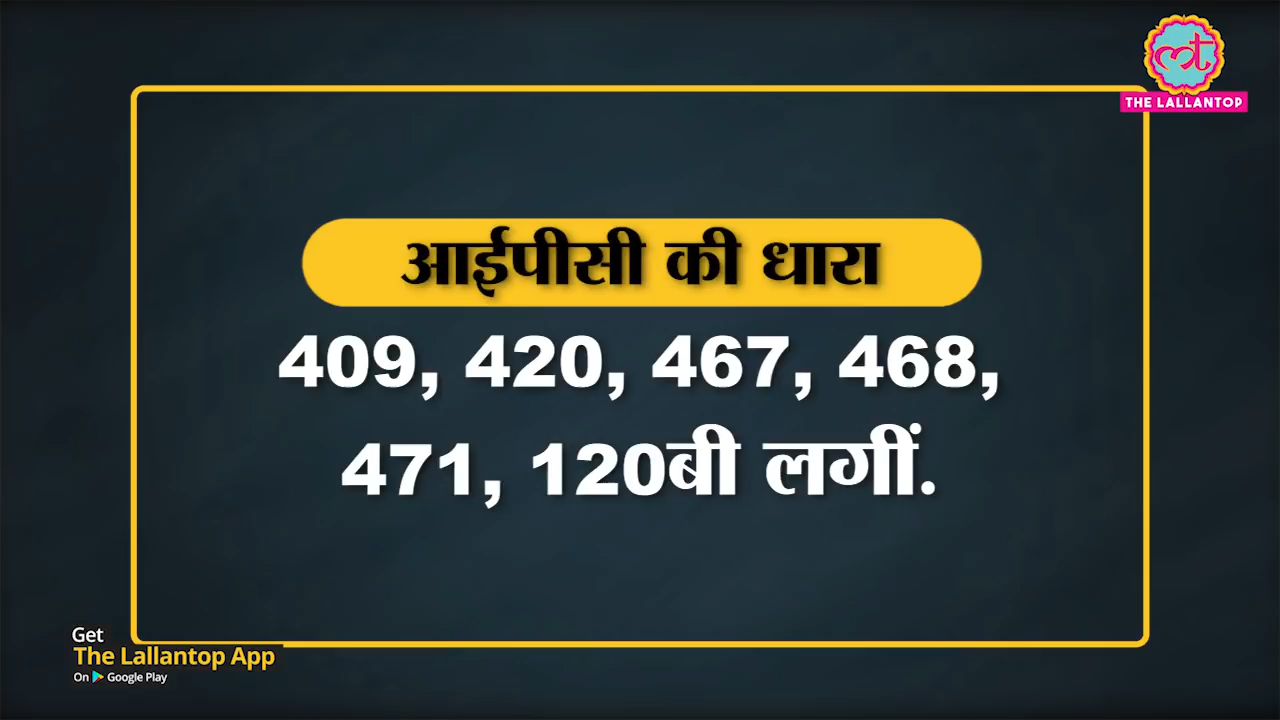 THE LALLANTOP
आईपीसी की धारा
409, 420, 467, 468,
471, 120बी लगीं.
Get
The Lallantop App
On Google Play